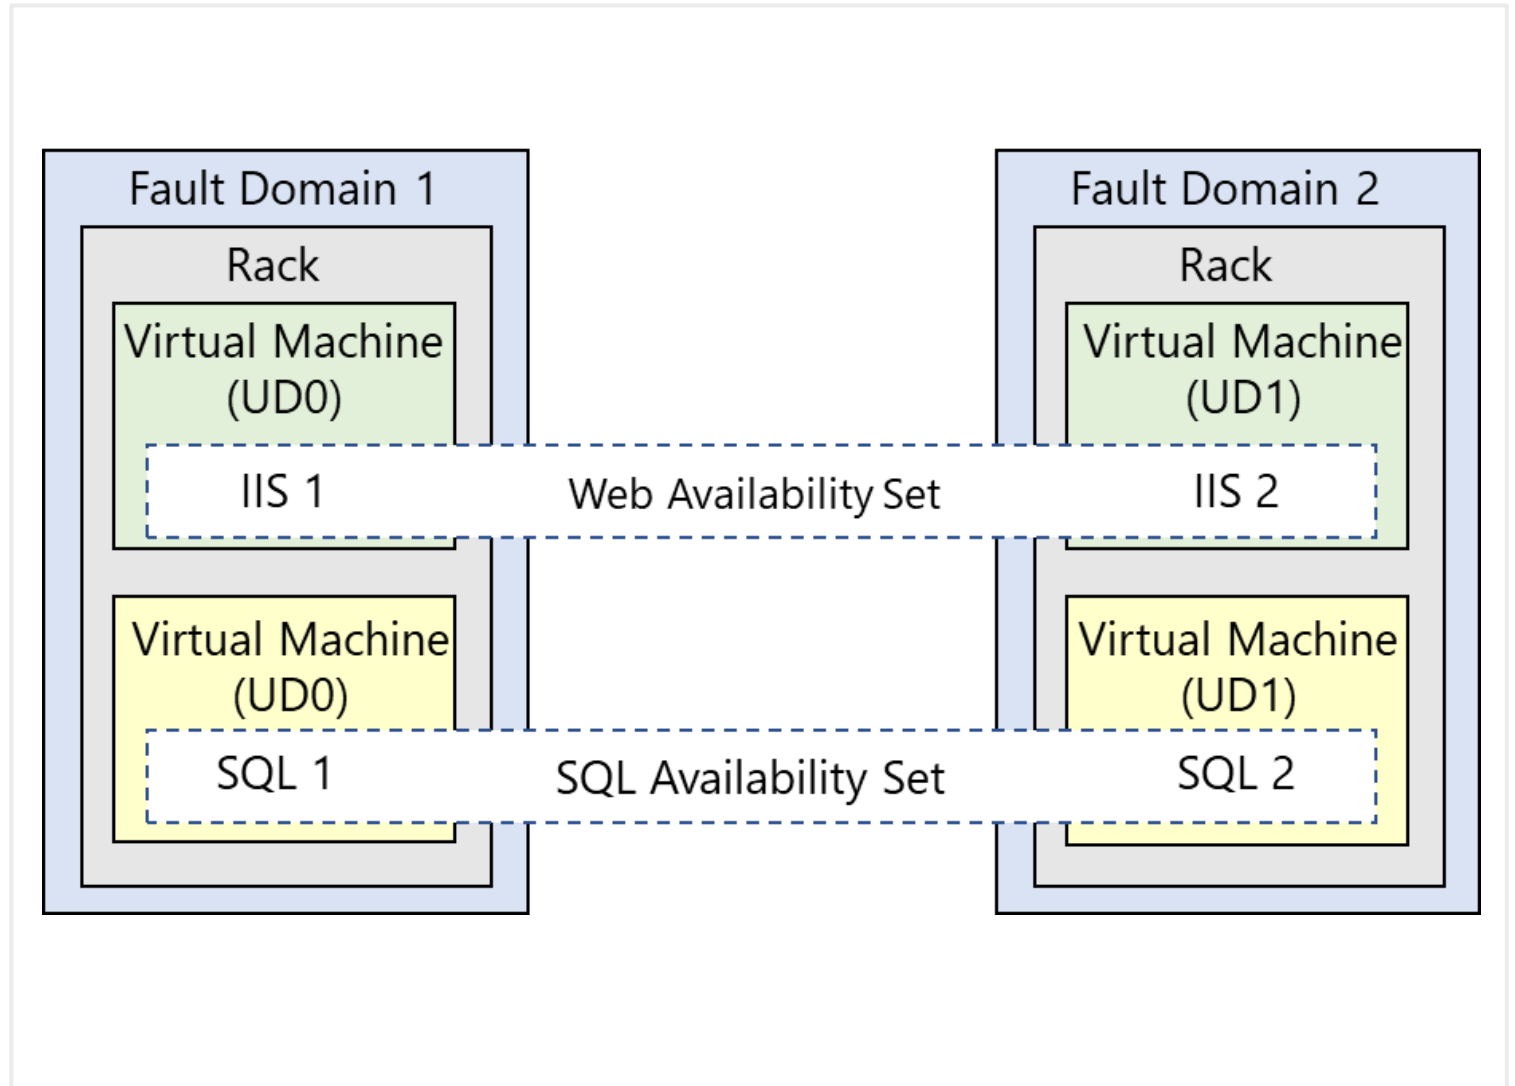 Fault Domain 1
Rack
Virtual Machine
(UD0)
IIS 1
Virtual Machine
(UD0)
SQL 1
Web Availability Set
SQL Availability Set
Fault Domain 2
Rack
Virtual Machine
(UD1)
IIS 2
Virtual Machine
(UD1)
SQL 2